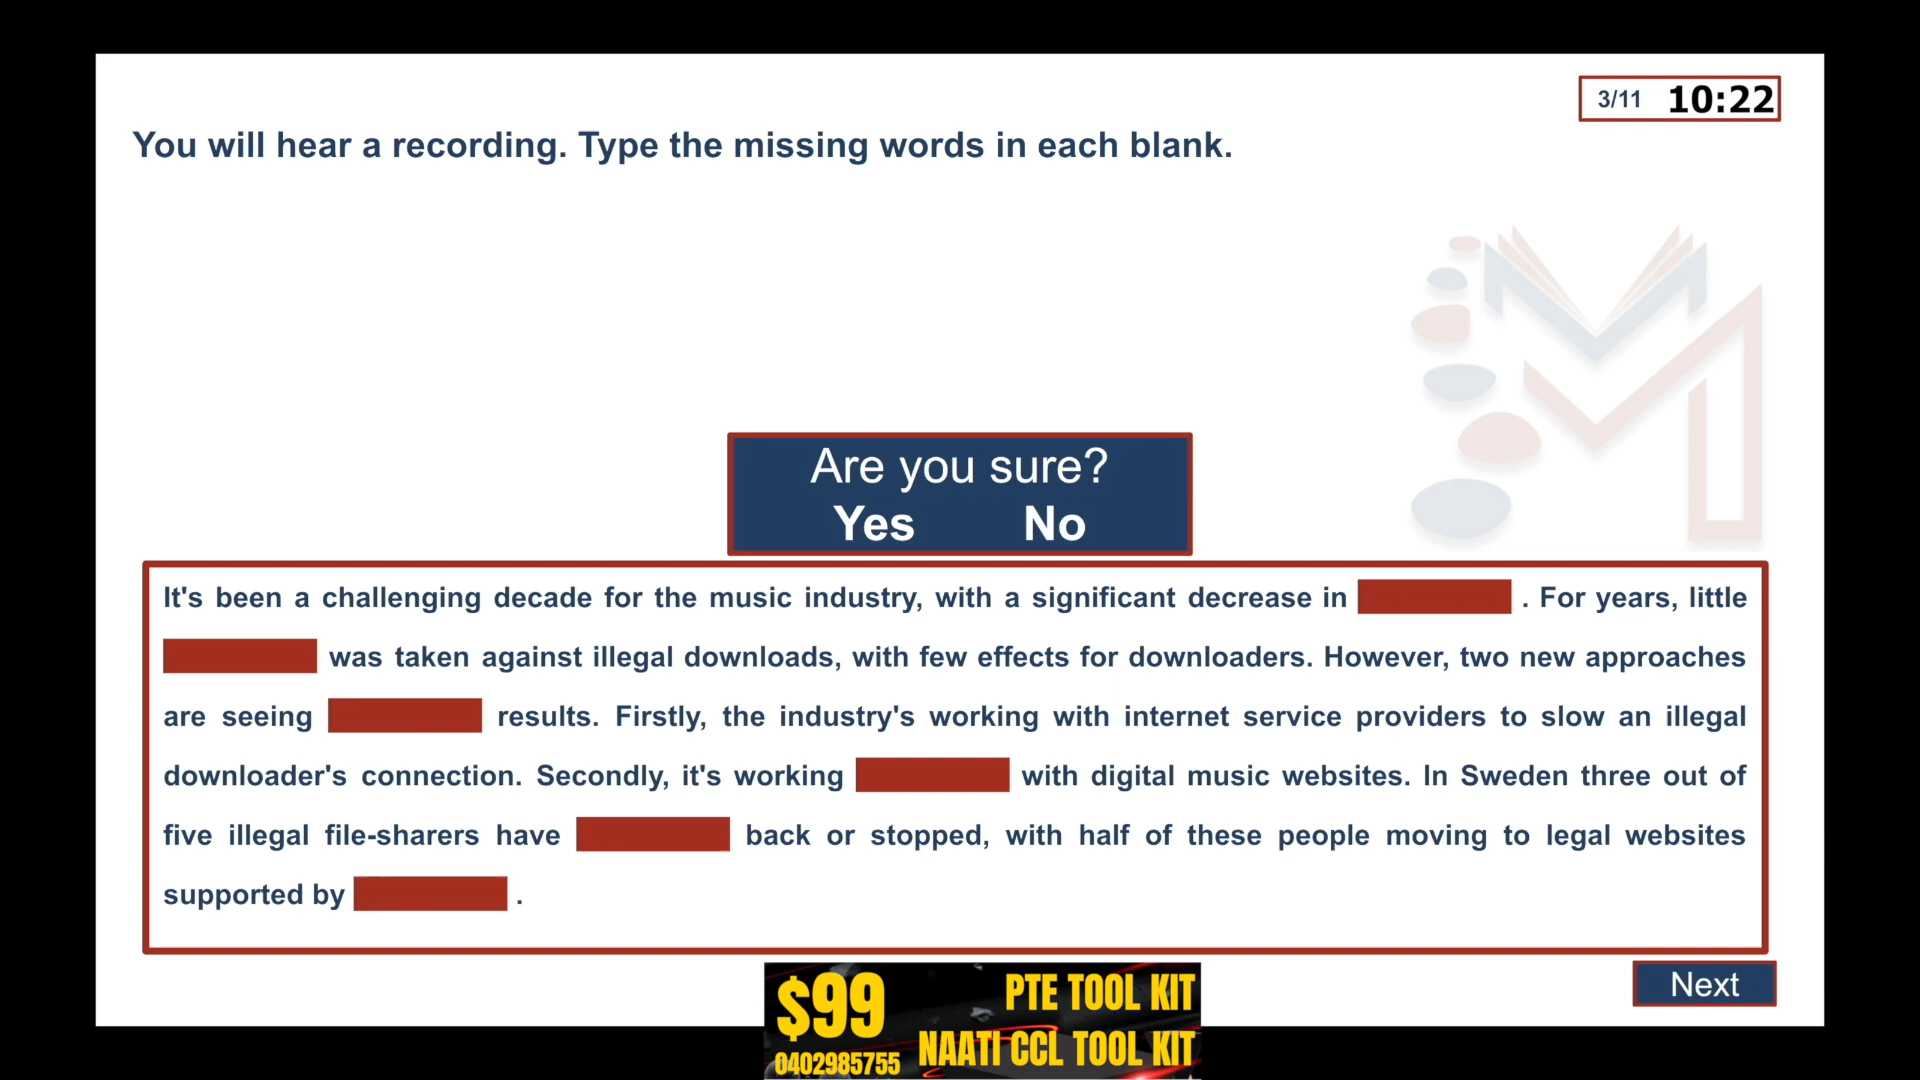 3/11 10:22
You will hear a recording. Type the missing words in each blank.
Are you sure?
Yes No
It's been a challenging decade for the music industry, with a significant decrease in . For years, little
was taken against illegal downloads, with few effects for downloaders. However, two new approaches
are seeing results. Firstly, the industry's working with internet service providers to slow an illegal
downloader's connection. Secondly, it's working with digital music websites. In Sweden three out of
five illegal file-sharers have back or stopped, with half of these people moving to legal websites
supported by .
Next
$99 PTE TOOL KIT
0402985755 NAATI CCL TOOL KIT